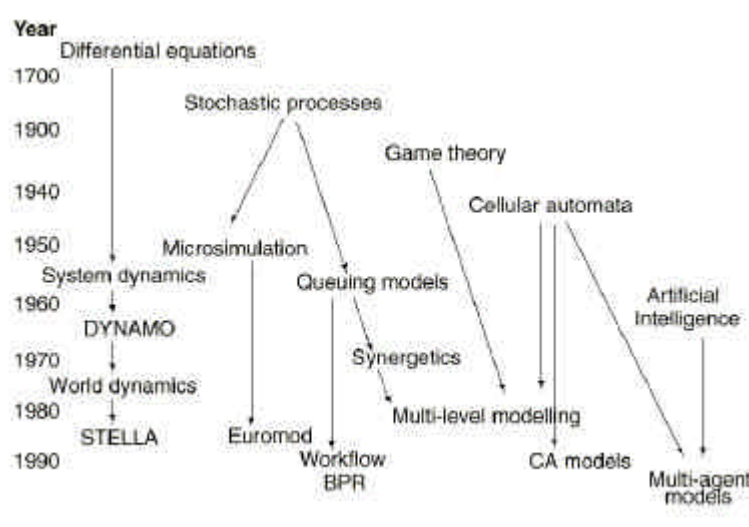 Year
Differential equations
1700
Stochastic processes
1900
Game theory
1940
Cellular automata
1950
Microsimulation
System dynamics
Queuing models
Artificial
Intelligence
1960
DYNAMO
1970
Synergetics
World dynamics
1980
Multi-level modelling
STELLA
Euromod
1990
Workflow
BPR
CA models
Multi-agent
models